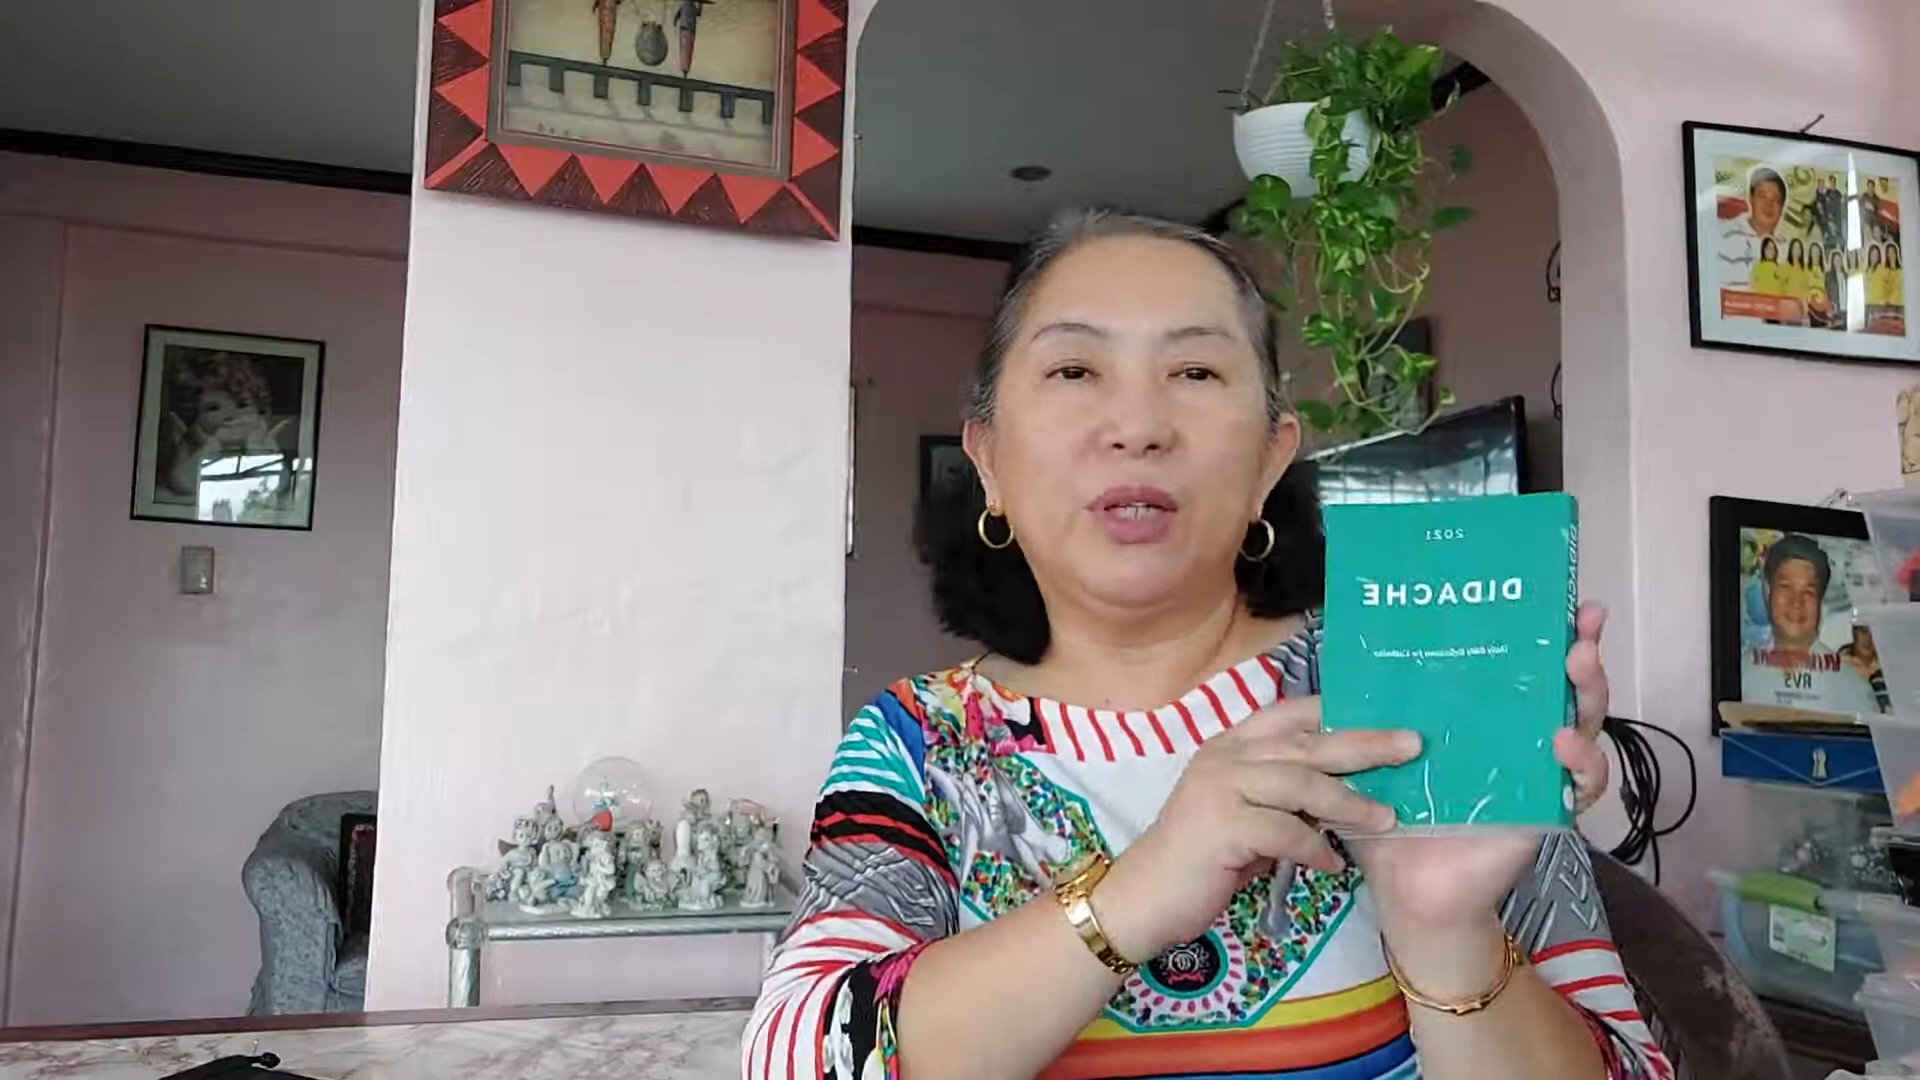 2021
DIDACHE
Daily Bible Reflections for Catholics
DIDACHE
RVS